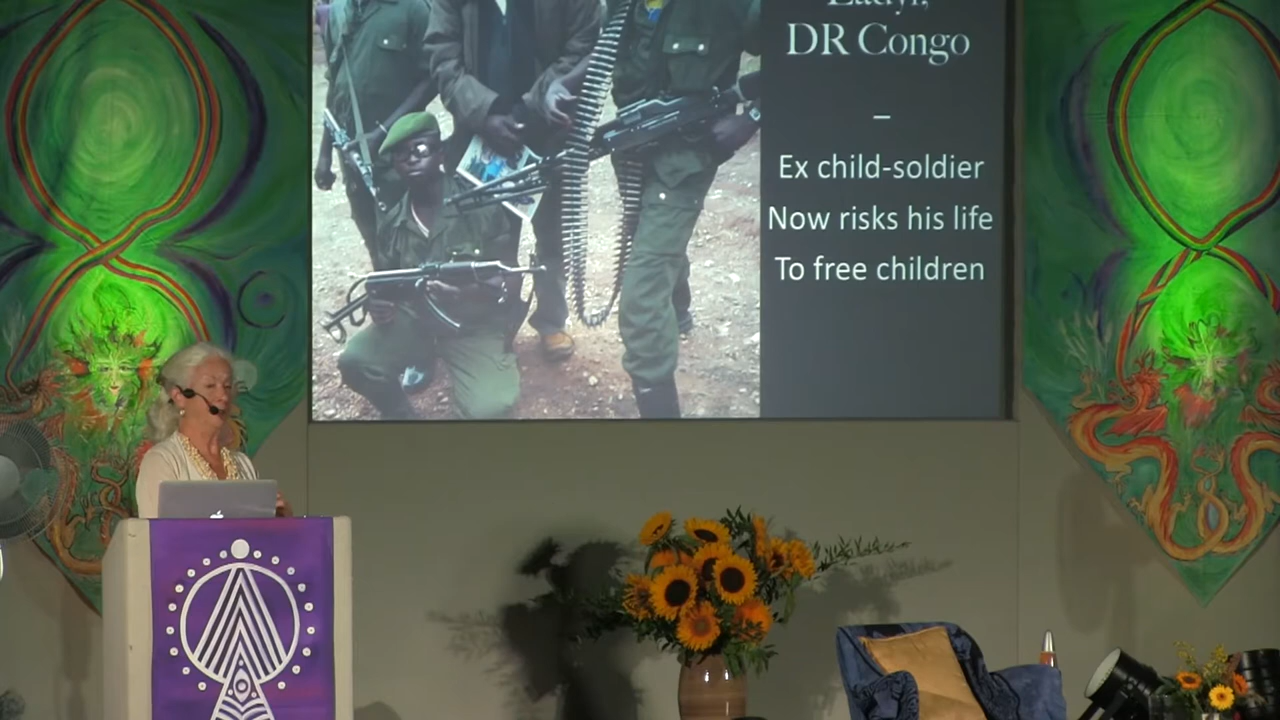 DR Congo
–
Ex child-soldier
Now risks his life
To free children